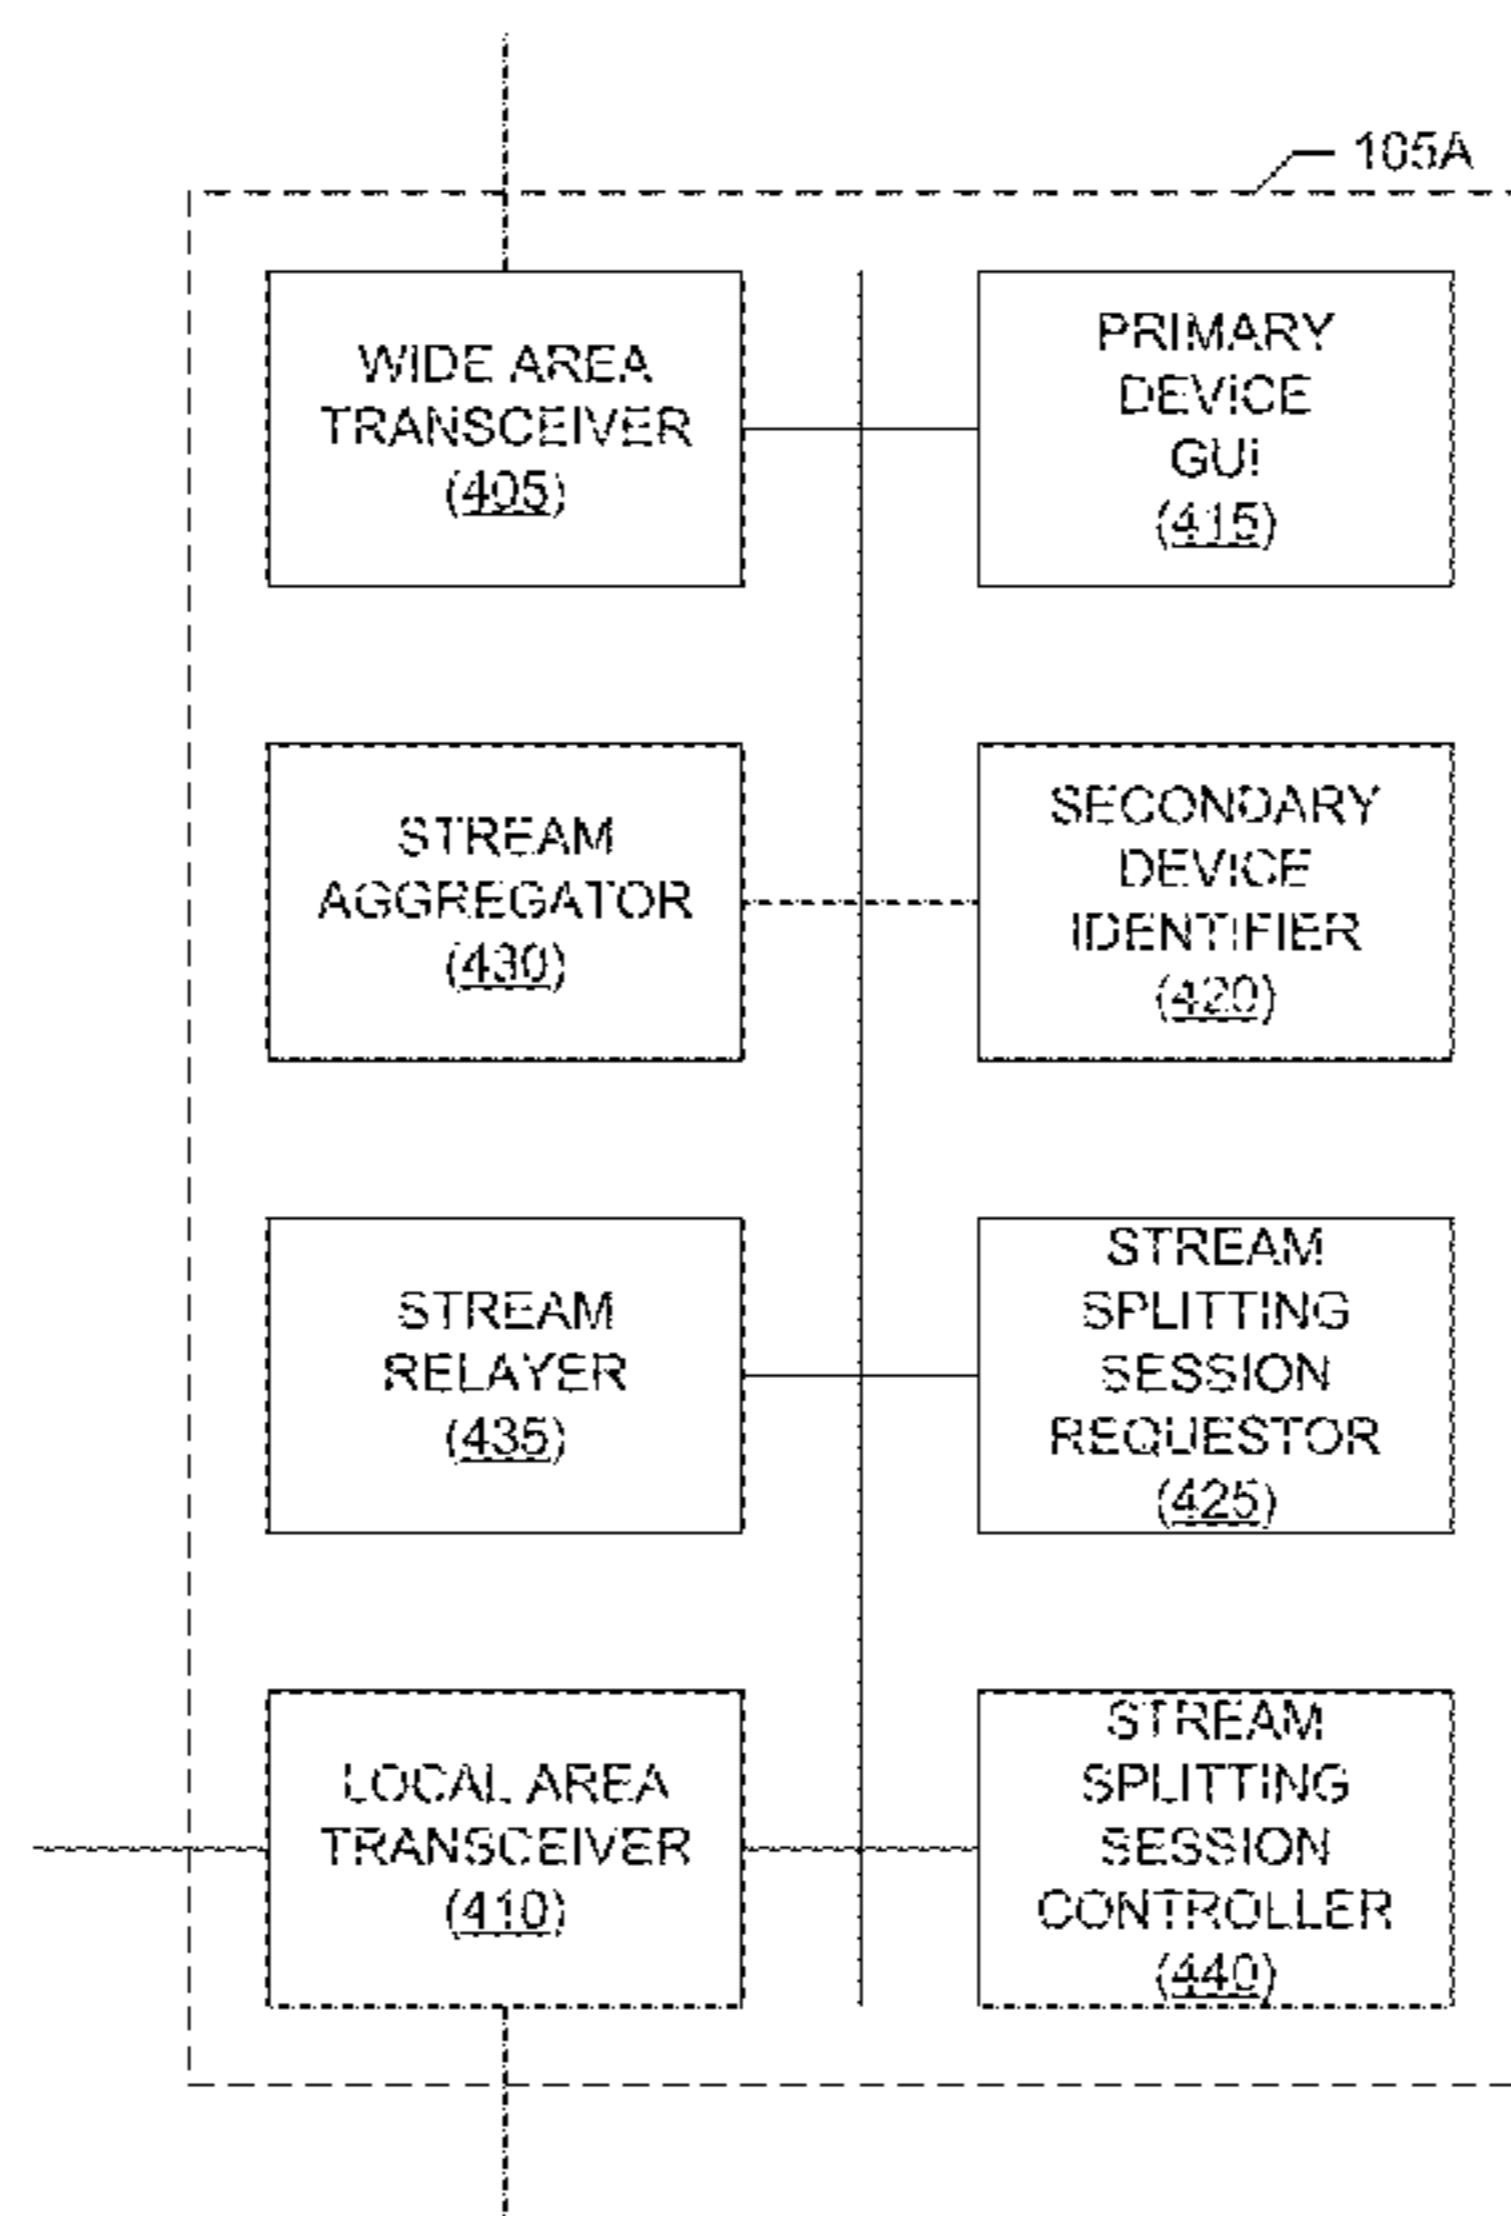 105A
WIDE AREA
TRANSCEIVER
(405)
PRIMARY
DEVICE
GUI
(415)
STREAM
AGGREGATOR
(430)
SECONDARY
DEVICE
IDENTIFIER
(420)
STREAM
RELAYER
(435)
STREAM
SPLITTING
SESSION
REQUESTOR
(425)
LOCAL AREA
TRANSCEIVER
(410)
STREAM
SPLITTING
SESSION
CONTROLLER
(440)